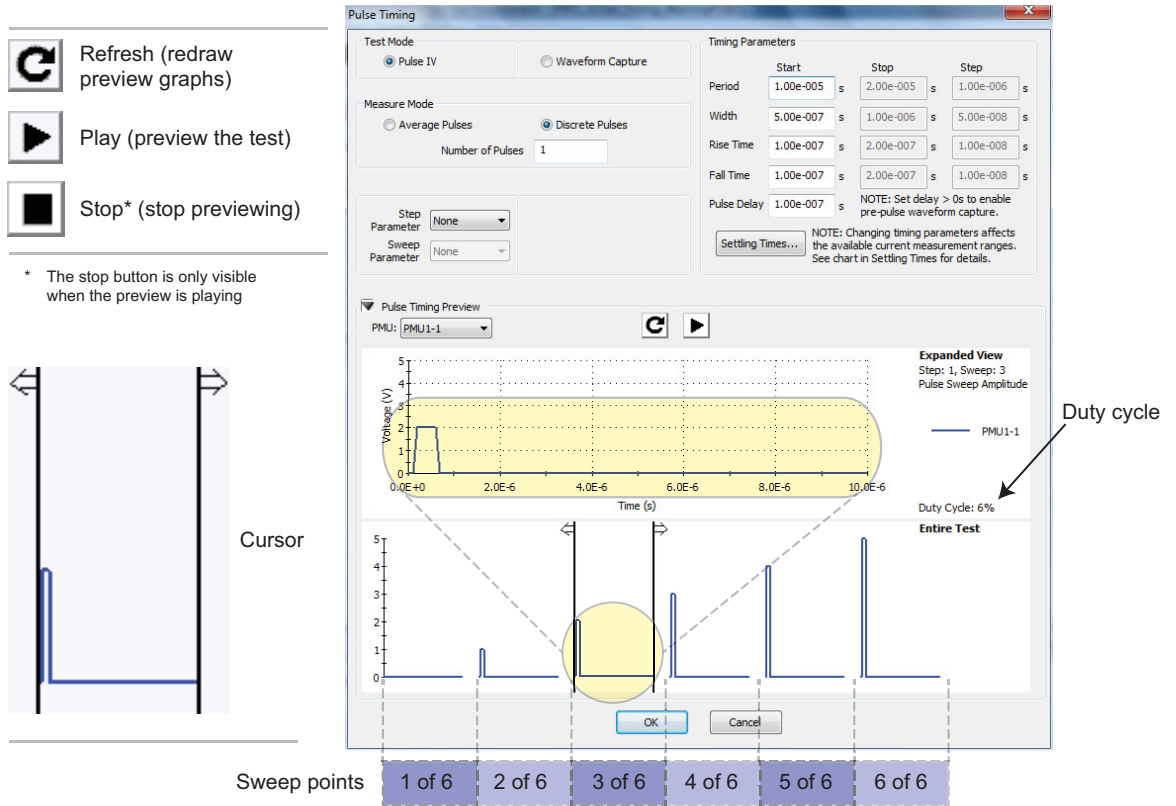 Refresh (redraw
preview graphs)
Play (preview the test)
Stop* (stop previewing)
* The stop button is only visible
when the preview is playing
Cursor
Pulse Timing
Test Mode
Pulse IV
Waveform Capture
Measure Mode
Average Pulses
Discrete Pulses
Number of Pulses 1
Step
Parameter None
Sweep
Parameter None
Timing Parameters
Start Stop Step
Period 1.00e-005 s 2.00e-005 s 1.00e-006 s
Width 5.00e-007 s 1.00e-006 s 5.00e-008 s
Rise Time 1.00e-007 s 2.00e-007 s 1.00e-008 s
Fall Time 1.00e-007 s 2.00e-007 s 1.00e-008 s
Pulse Delay 1.00e-007 s
NOTE: Set delay > 0s to enable
pre-pulse waveform capture.
Settling Times...
NOTE: Changing timing parameters affects
the available current measurement ranges.
See chart in Settling Times for details.
Pulse Timing Preview
PMU: PMU1-1
Voltage (V)
5
4
3
2
1
0
0.0E+0 2.0E-6 4.0E-6 6.0E-6 8.0E-6 10.0E-6
Time (s)
Expanded View
Step: 1, Sweep: 3
Pulse Sweep Amplitude
PMU1-1
Duty Cycle: 6%
Duty cycle
Entire Test
5
4
3
2
1
0
OK
Cancel
Sweep points 1 of 6 2 of 6 3 of 6 4 of 6 5 of 6 6 of 6